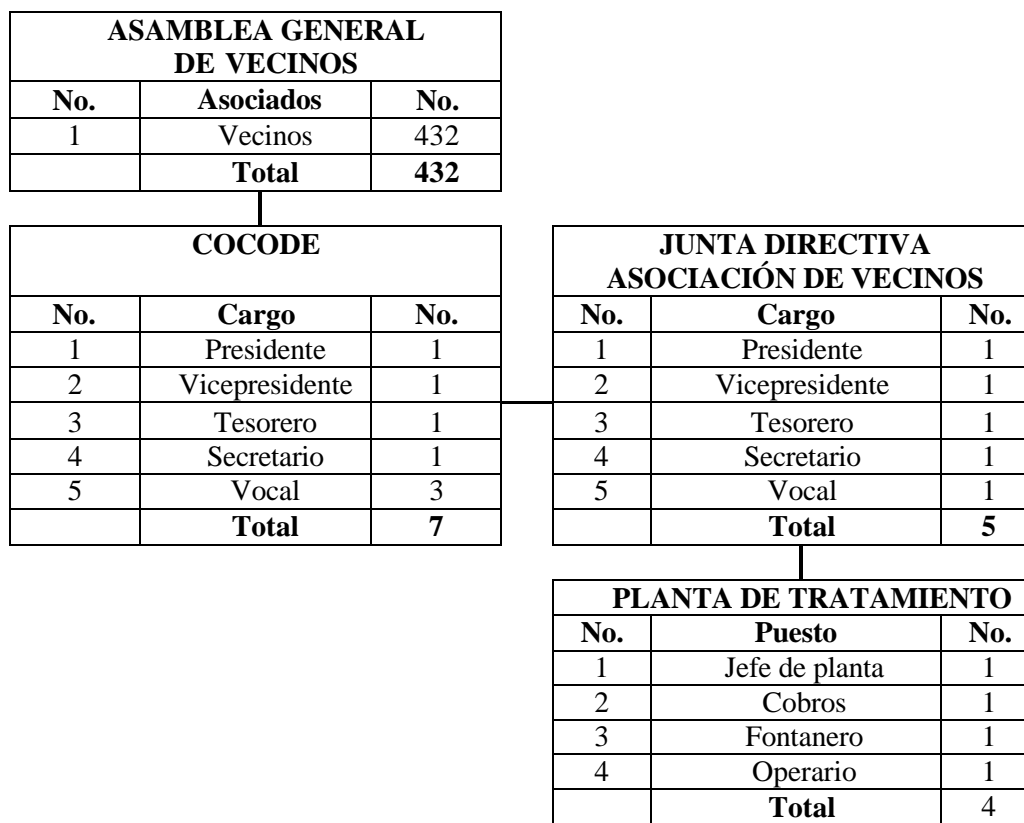 ASAMBLEA GENERAL
DE VECINOS
No. Asociados No.
1 Vecinos 432
Total 432
COCODE
No. Cargo No.
1 Presidente 1
2 Vicepresidente 1
3 Tesorero 1
4 Secretario 1
5 Vocal 3
Total 7
JUNTA DIRECTIVA
ASOCIACIÓN DE VECINOS
No. Cargo No.
1 Presidente 1
2 Vicepresidente 1
3 Tesorero 1
4 Secretario 1
5 Vocal 1
Total 5
PLANTA DE TRATAMIENTO
No. Puesto No.
1 Jefe de planta 1
2 Cobros 1
3 Fontanero 1
4 Operario 1
Total 4